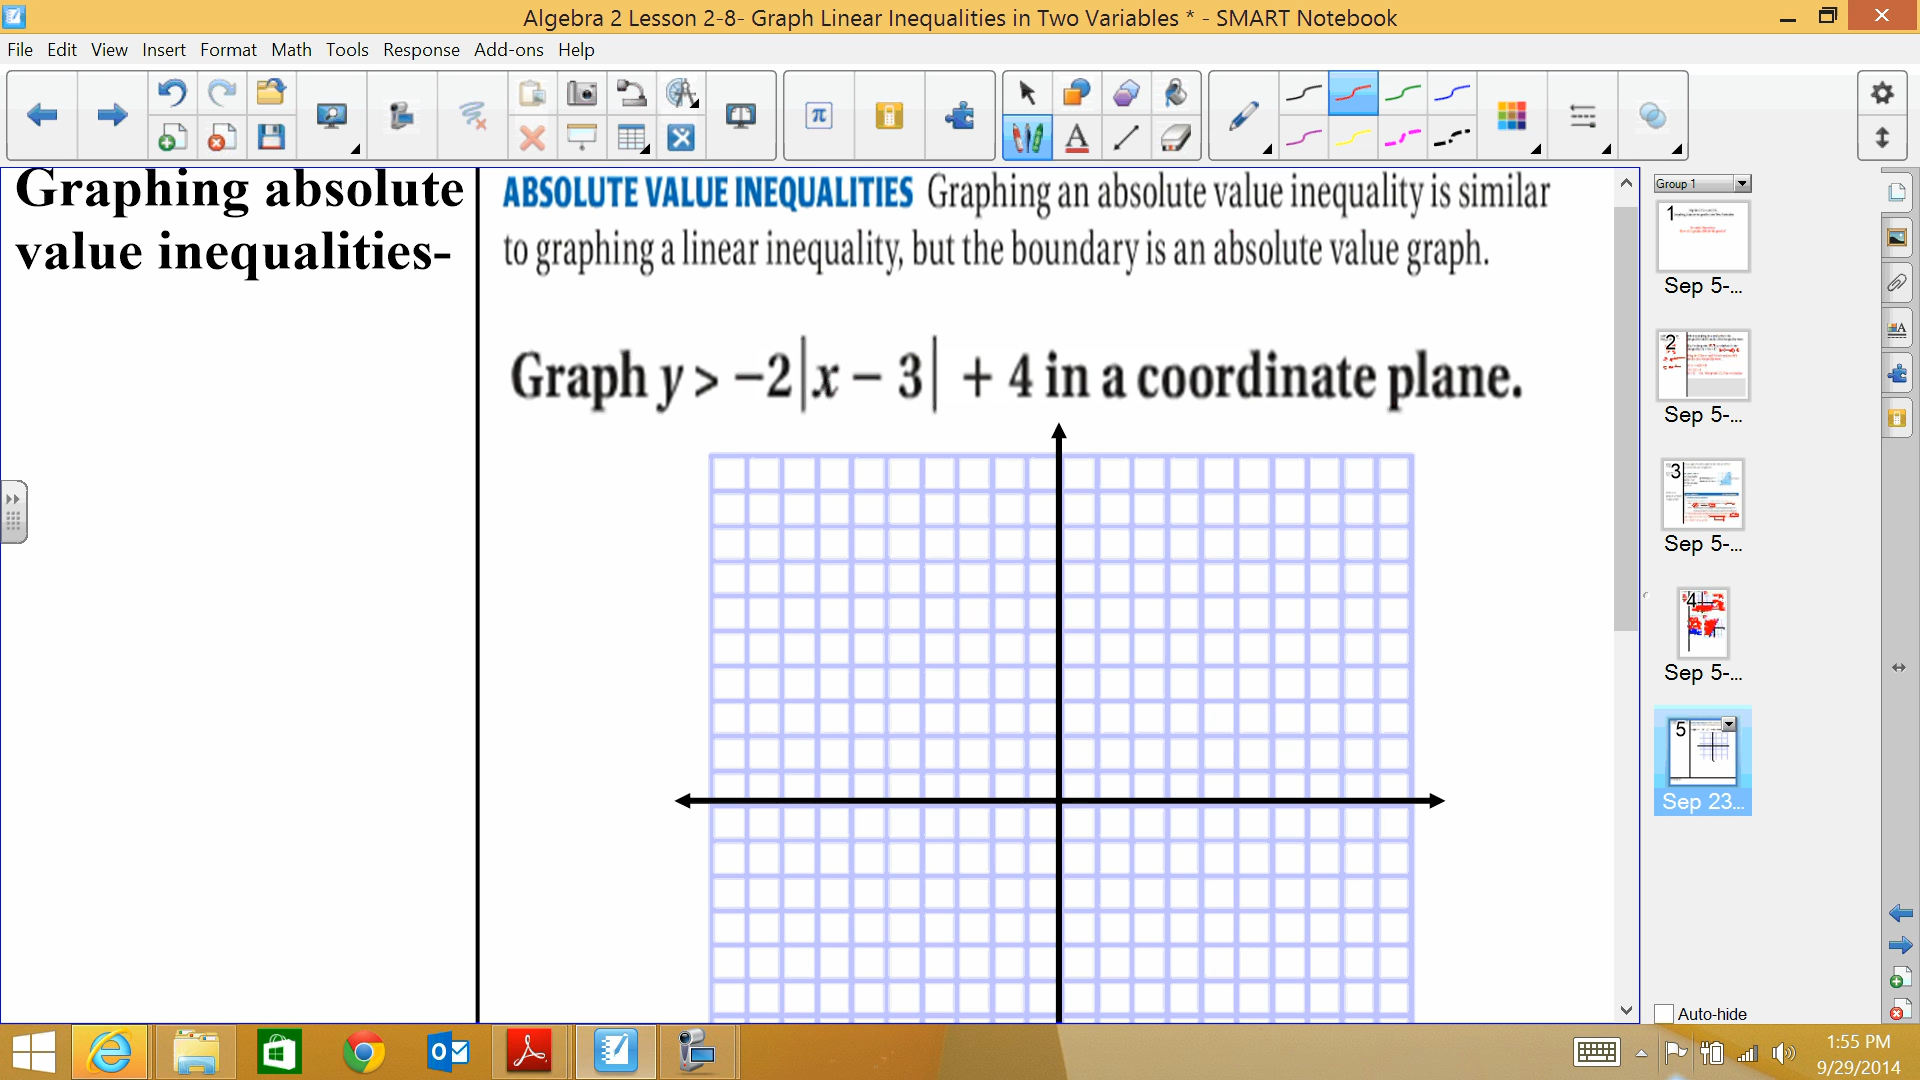 Algebra 2 Lesson 2-8- Graph Linear Inequalities in Two Variables * - SMART Notebook
File Edit View Insert Format Math Tools Response Add-ons Help
Graphing absolute
value inequalities-
ABSOLUTE VALUE INEQUALITIES Graphing an absolute value inequality is similar
to graphing a linear inequality, but the boundary is an absolute value graph.
Graph y > −2|x − 3| + 4 in a coordinate plane.
Group 1
1
Sep 5-...
2
Sep 5-...
3
Sep 5-...
4
Sep 5-...
5
Sep 23...
Auto-hide
1:55 PM
9/29/2014